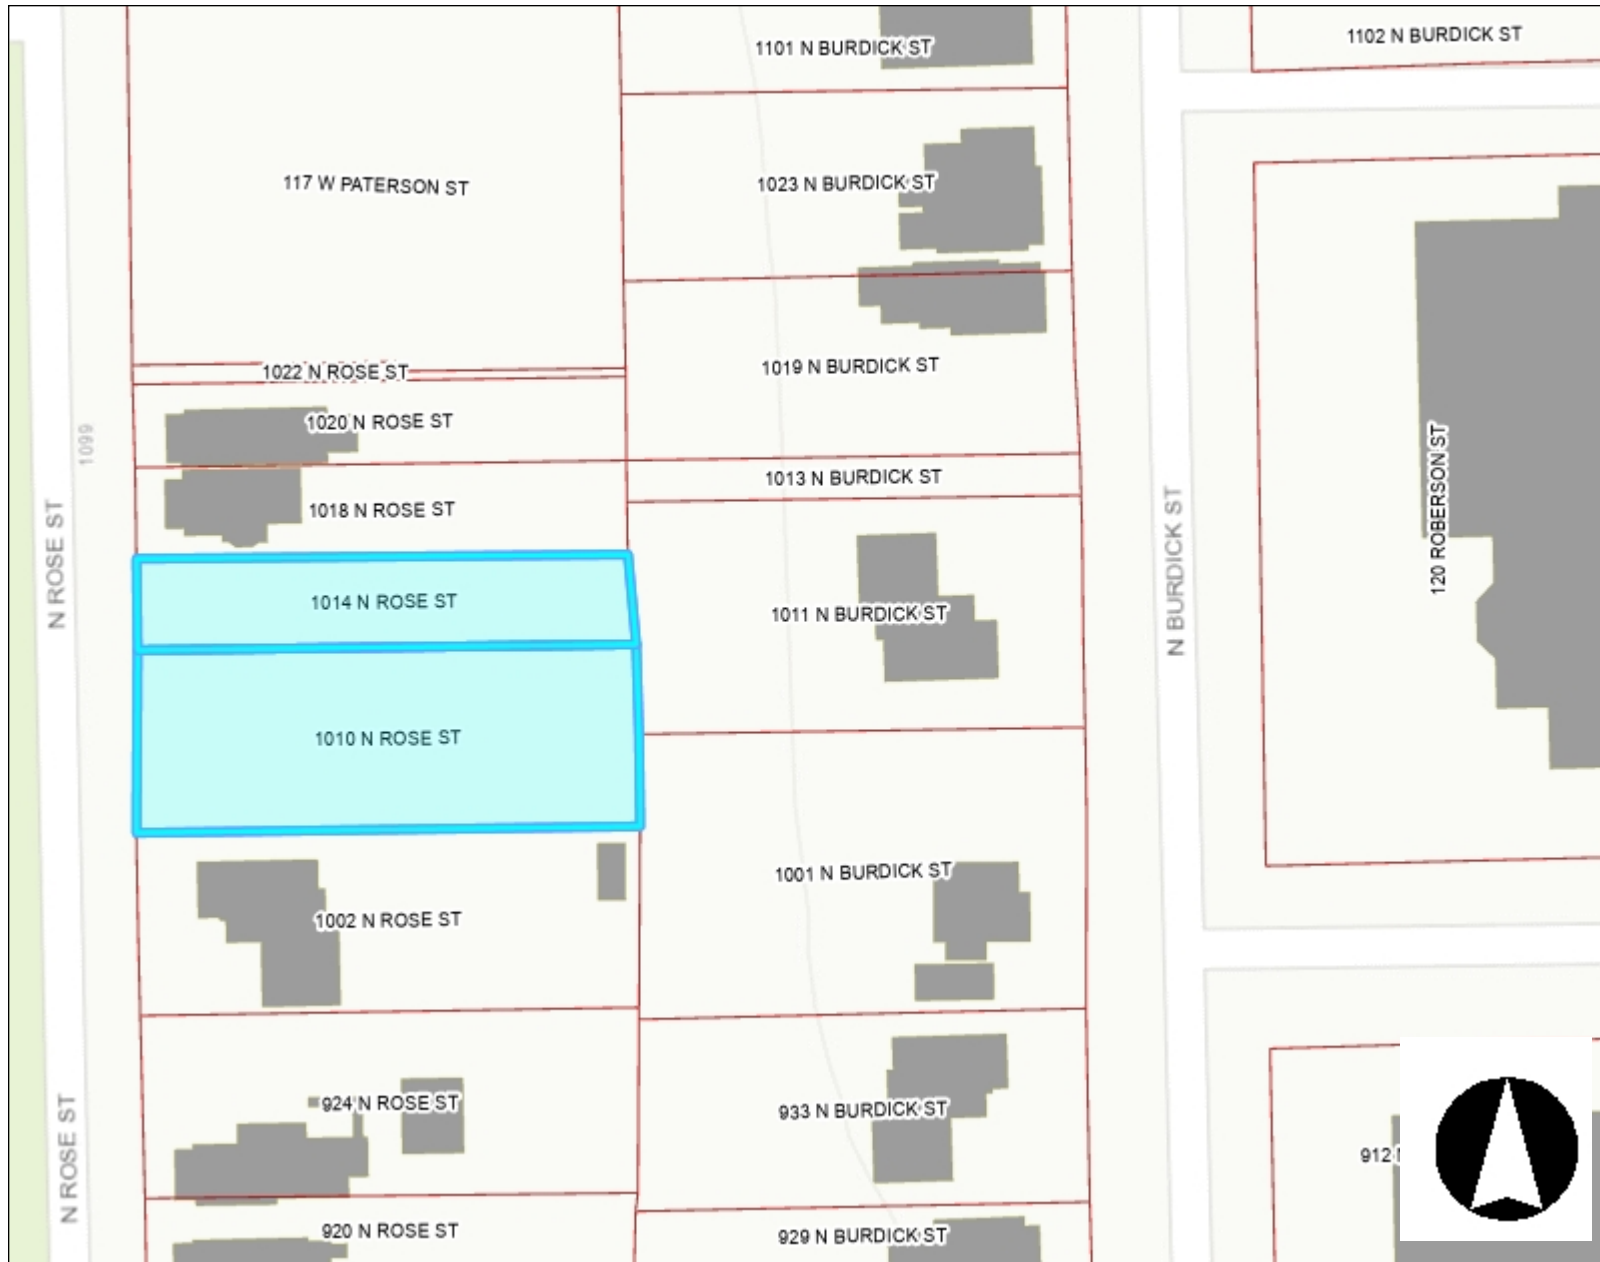 1102 N BURDICK ST
1101 N BURDICK ST
117 W PATERSON ST
1023 N BURDICK ST
1022 N ROSE ST
1019 N BURDICK ST
1020 N ROSE ST
1099
1013 N BURDICK ST
1018 N ROSE ST
120 ROBERSON ST
N ROSE ST
N BURDICK ST
1014 N ROSE ST
1011 N BURDICK ST
1010 N ROSE ST
1001 N BURDICK ST
1002 N ROSE ST
924 N ROSE ST
933 N BURDICK ST
N ROSE ST
912
920 N ROSE ST
929 N BURDICK ST